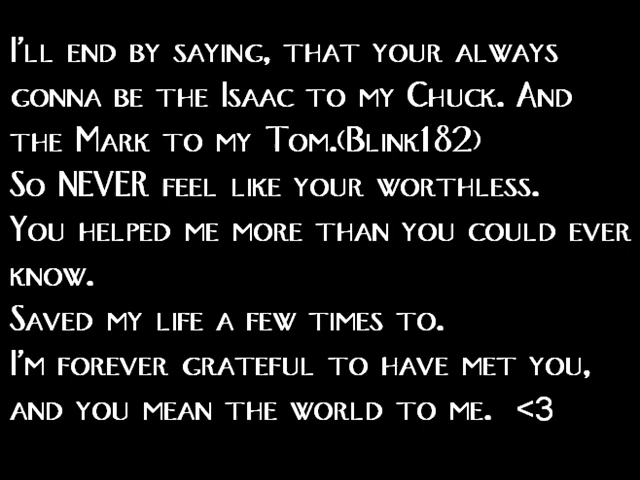 I'll end by saying, that your always
gonna be the Isaac to my Chuck. And
the Mark to my Tom.(Blink182)
So NEVER feel like your worthless.
You helped me more than you could ever
know.
Saved my life a few times to.
I'm forever grateful to have met you,
and you mean the world to me. <3